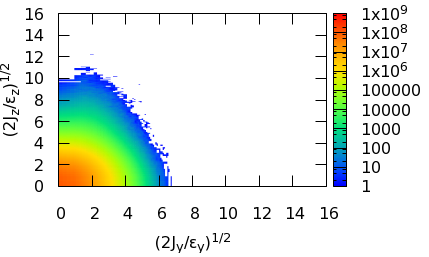 16
14
12
10
8
6
4
2
0
(2J_z/ε_z)^{1/2}
0 2 4 6 8 10 12 14 16
(2J_y/ε_y)^{1/2}
1x10^9
1x10^8
1x10^7
1x10^6
100000
10000
1000
100
10
1